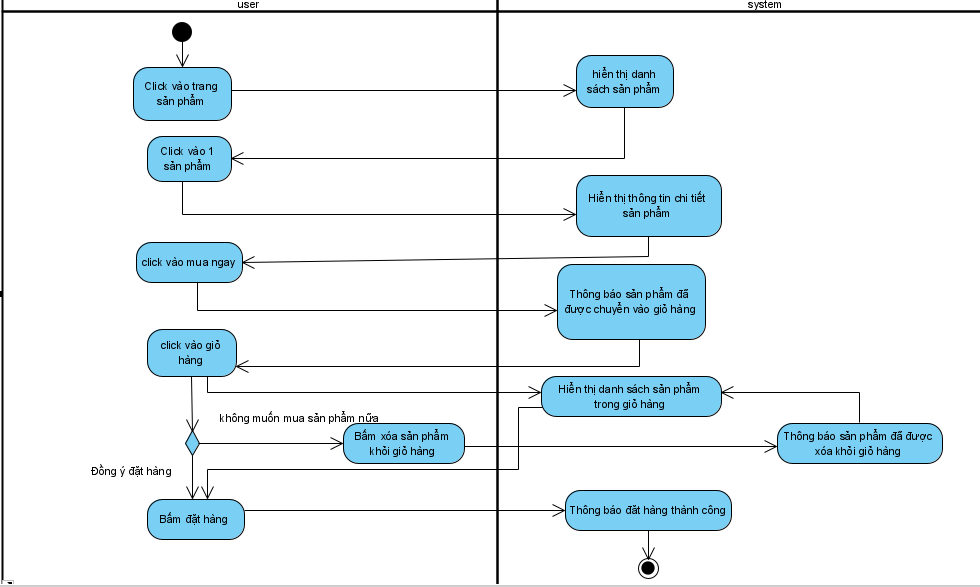 user
system
Click vào trang
sản phẩm
hiển thị danh
sách sản phẩm
Click vào 1
sản phẩm
Hiển thị thông tin chi tiết
sản phẩm
click vào mua ngay
Thông báo sản phẩm đã
được chuyển vào giỏ hàng
click vào giỏ
hàng
Hiển thị danh sách sản phẩm
trong giỏ hàng
không muốn mua sản phẩm nữa
Bấm xóa sản phẩm
khỏi giỏ hàng
Thông báo sản phẩm đã được
xóa khỏi giỏ hàng
Đồng ý đặt hàng
Bấm đặt hàng
Thông báo đăt hàng thành công